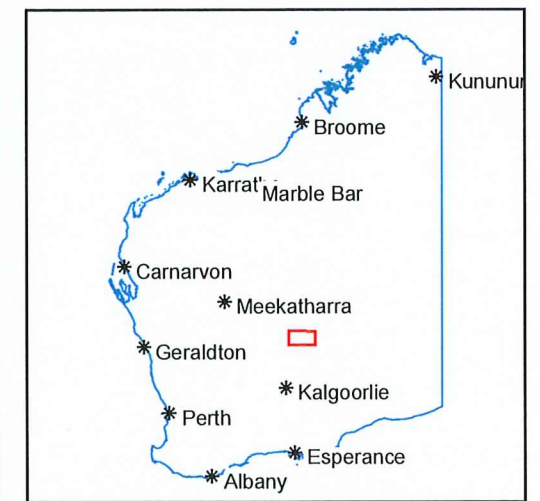 Kununur
Broome
Karrat'
Marble Bar
Carnarvon
Meekatharra
Geraldton
Kalgoorlie
Perth
Esperance
Albany